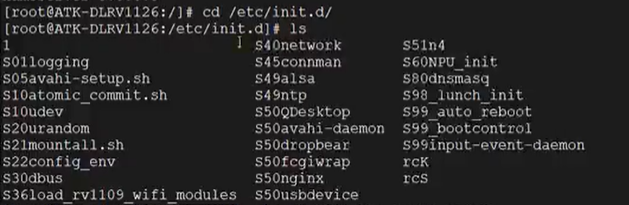 [root@ATK-DLRV1126:/]# cd /etc/init.d/
[root@ATK-DLRV1126:/etc/init.d]# ls
1 S40network S51n4
S01logging S45connman S60NPU_init
S05avahi-setup.sh S49alsa S80dnsmasq
S10atomic_commit.sh S49ntp S98_lunch_init
S10udev S50QDesktop S99_auto_reboot
S20urandom S50avahi-daemon S99_bootcontrol
S21mountall.sh S50dropbear S99input-event-daemon
S22config_env S50fcgiwrap rcK
S30dbus S50nginx rcS
S36load_rv1109_wifi_modules S50usbdevice